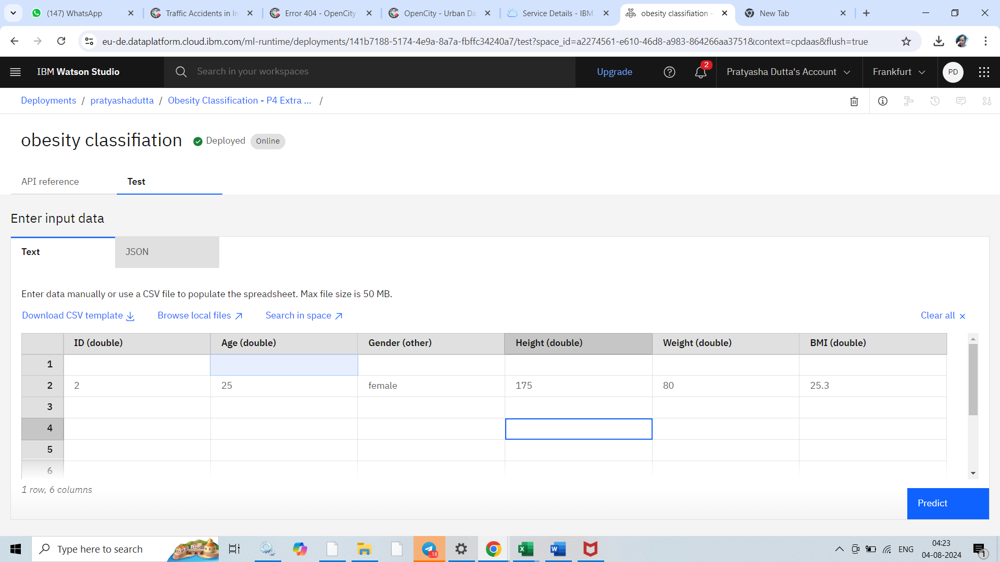 (147) WhatsApp
Traffic Accidents in In
Error 404 - OpenCity
OpenCity - Urban Da
Service Details - IBM
obesity classifiation -
New Tab
eu-de.dataplatform.cloud.ibm.com/ml-runtime/deployments/141b7188-5174-4e9a-8a7a-fbffc34240a7/test?space_id=a2274561-e610-46d8-a983-864266aa3751&context=cpdaas&flush=true
IBM Watson Studio
Search in your workspaces
Upgrade
2
Pratyasha Dutta's Account
Frankfurt
PD
Deployments / pratyashadutta / Obesity Classification - P4 Extra ... /
obesity classifiation
Deployed
Online
API reference
Test
Enter input data
Text
JSON
Enter data manually or use a CSV file to populate the spreadsheet. Max file size is 50 MB.
Download CSV template
Browse local files
Search in space
Clear all
ID (double) Age (double) Gender (other) Height (double) Weight (double) BMI (double)
1
2 2 25 female 175 80 25.3
3
4
5
6
1 row, 6 columns
Predict
Type here to search
..18
ENG
04:23
04-08-2024
1